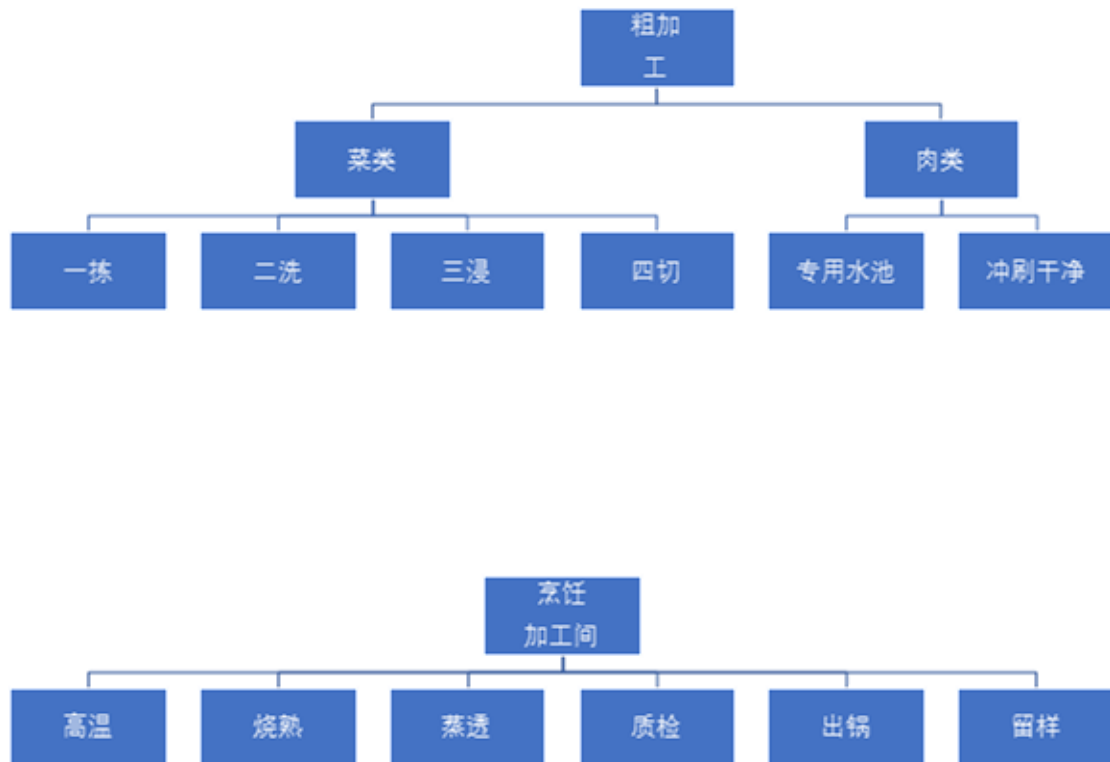 粗加
工
菜类
肉类
一拣
二洗
三浸
四切
专用水池
冲刷干净
烹饪
加工间
高温
烧熟
蒸透
质检
出锅
留样